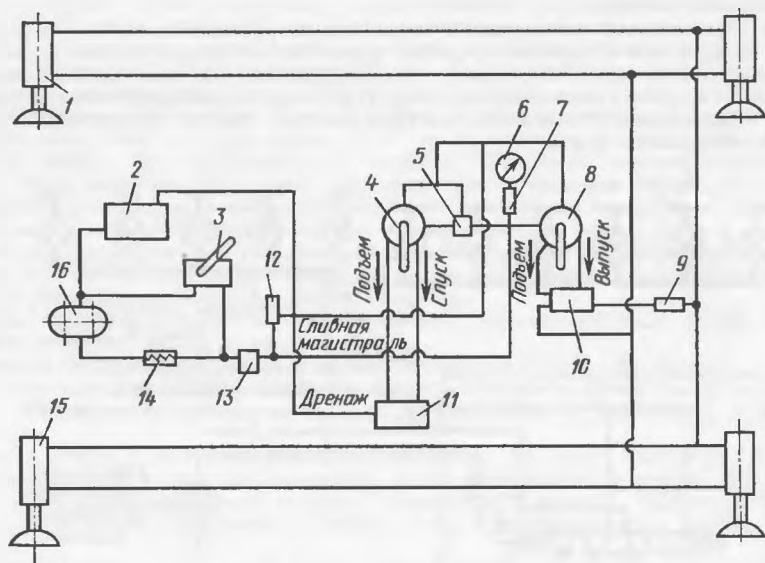 1
2
3
4
5
6
7
8
9
10
11
12
13
14
15
16
Подъем
Спуск
Подъем
Выпуск
Сливная
магистраль
Дренаж